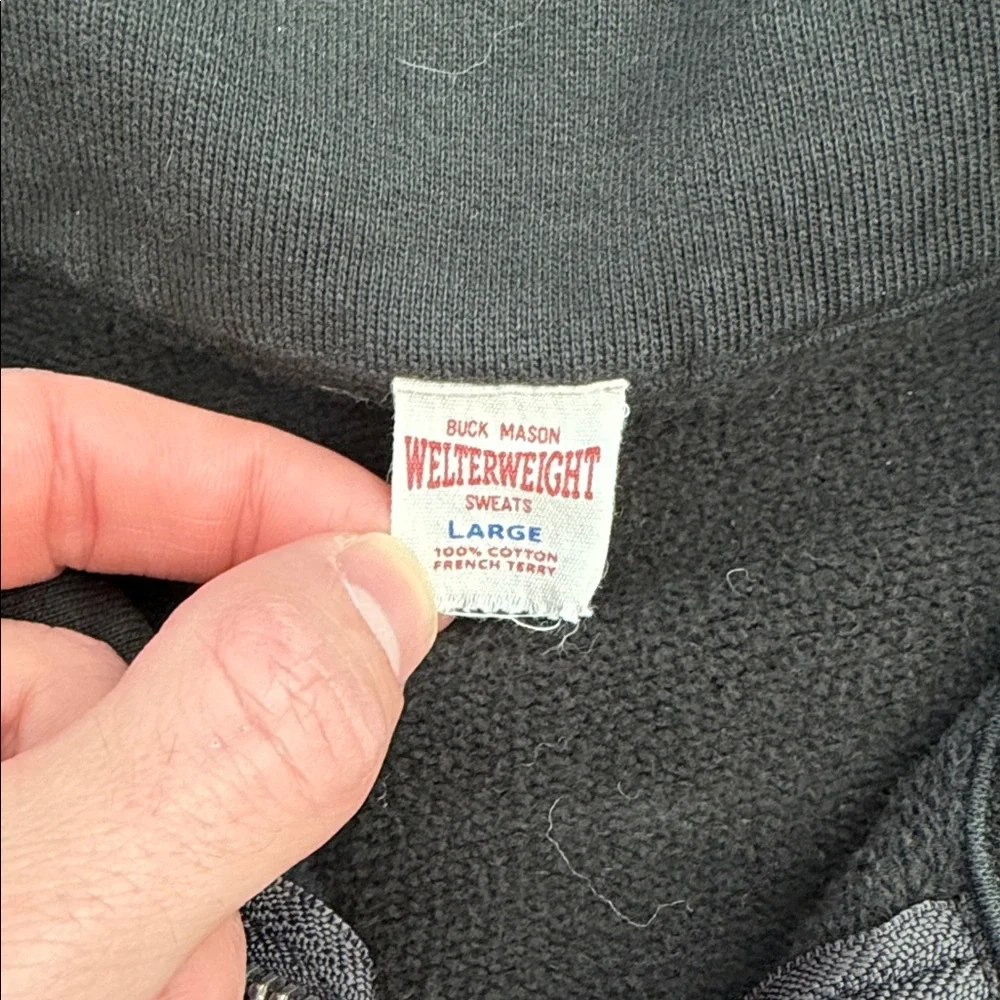 BUCK MASON
WELTERWEIGHT
SWEATS
LARGE
100% COTTON
FRENCH TERRY